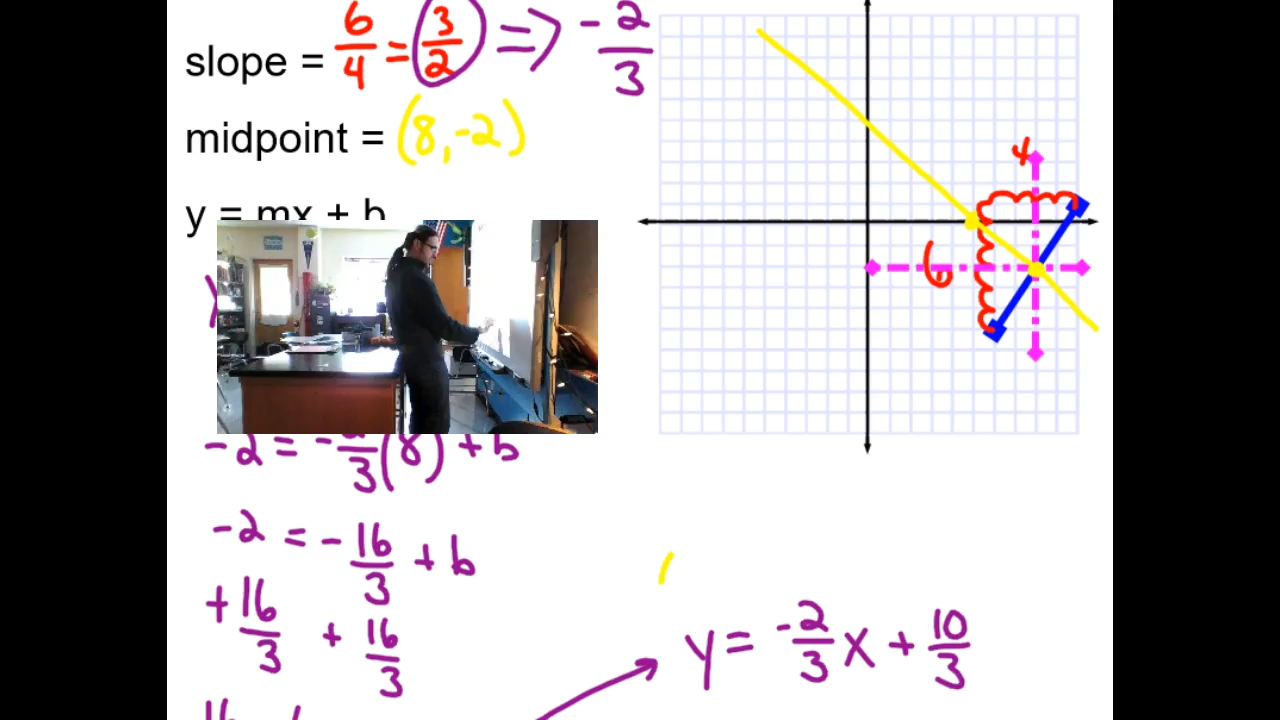 slope = 6/4 = 3/2 => -2/3
midpoint = (8,-2)
y = mx + b
4
6
-2 = -2/3(8) + b
-2 = -16/3 + b
+16/3 + 16/3
(
y = -2/3x + 10/3